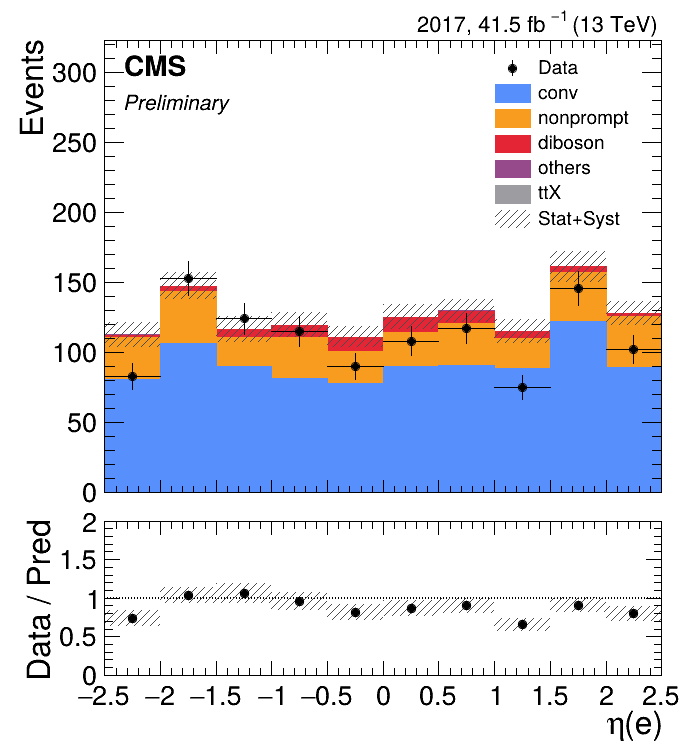 2017, 41.5 fb⁻¹ (13 TeV)
Events
CMS
Preliminary
Data
conv
nonprompt
diboson
others
ttX
Stat+Syst
300
250
200
150
100
50
0
Data / Pred
2
1.5
1
0.5
0
−2.5 −2 −1.5 −1 −0.5 0 0.5 1 1.5 2 2.5
η(e)